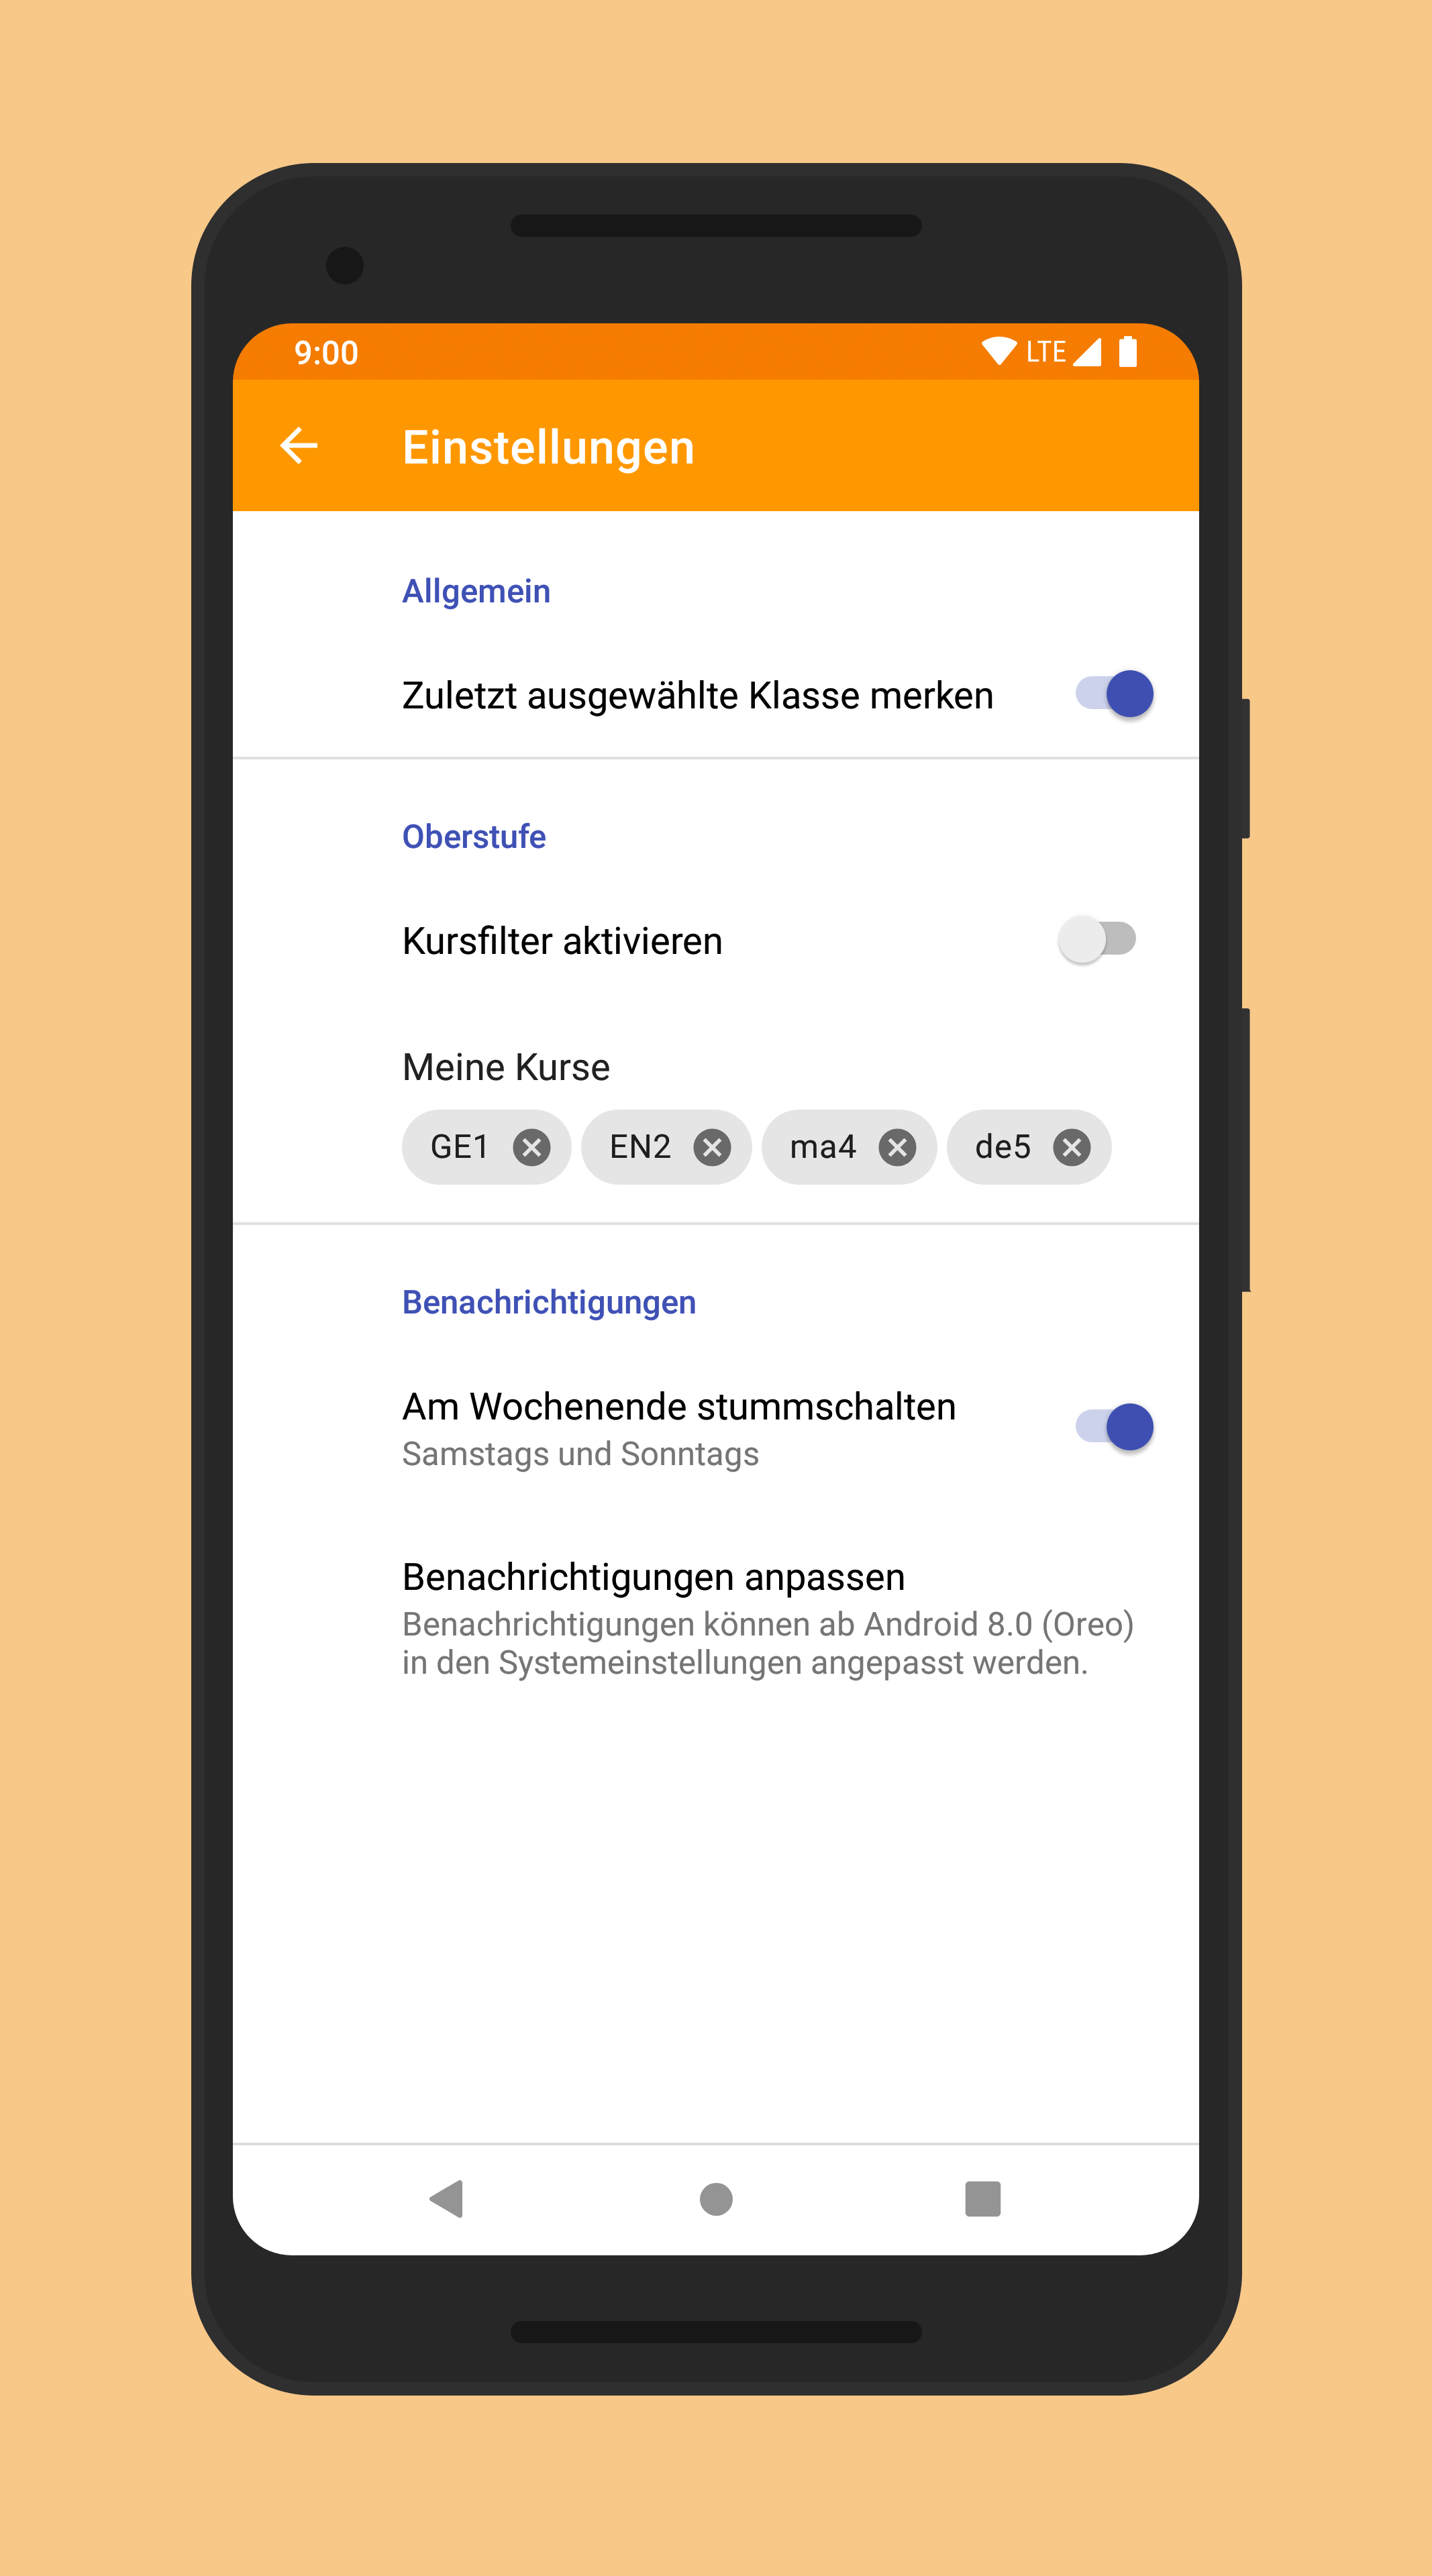 9:00 LTE
Einstellungen
Allgemein
Zuletzt ausgewählte Klasse merken
Oberstufe
Kursfilter aktivieren
Meine Kurse
GE1 EN2 ma4 de5
Benachrichtigungen
Am Wochenende stummschalten
Samstags und Sonntags
Benachrichtigungen anpassen
Benachrichtigungen können ab Android 8.0 (Oreo)
in den Systemeinstellungen angepasst werden.